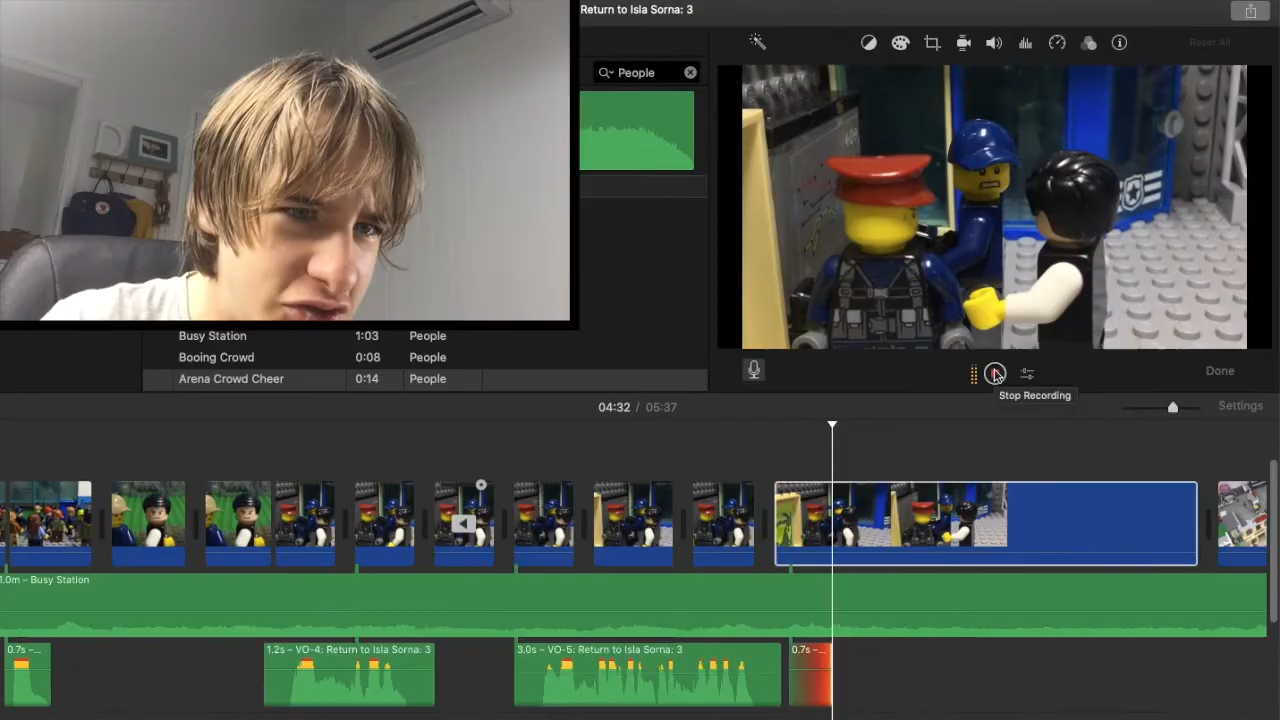 Return to Isla Sorna: 3
People
Reset All
Busy Station 1:03 People
Booing Crowd 0:08 People
Arena Crowd Cheer 0:14 People
Done
Stop Recording
04:32 / 05:37
Settings
1.0m – Busy Station
0.7s –...
1.2s – VO-4: Return to Isla Sorna: 3
3.0s – VO-5: Return to Isla Sorna: 3
0.7s –...